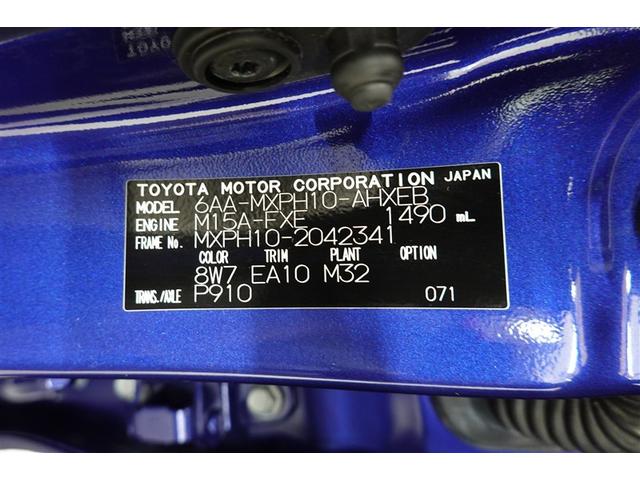 TOYO
TOYOTA MOTOR CORPORATION JAPAN
MODEL 6AA-MXPH10-AHXEB
ENGINE M15A-FXE 1490 mL
FRAME No. MXPH10-2042341
COLOR TRIM PLANT OPTION
8W7 EA10 M32
TRANS./AXLE P910 071